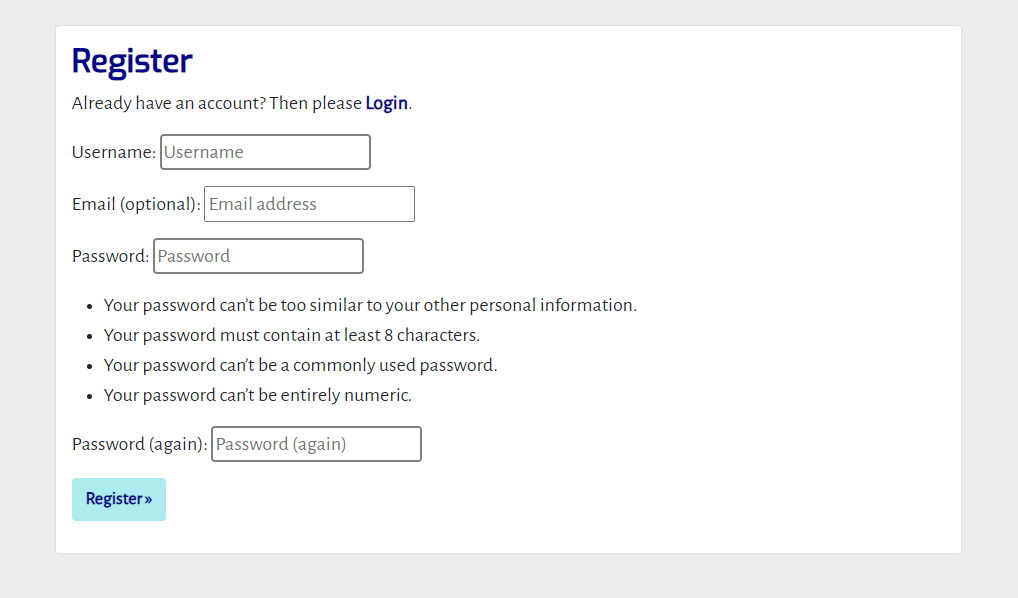 Register
Already have an account? Then please Login.
Username: Username
Email (optional): Email address
Password: Password
• Your password can’t be too similar to your other personal information.
• Your password must contain at least 8 characters.
• Your password can’t be a commonly used password.
• Your password can’t be entirely numeric.
Password (again): Password (again)
Register »